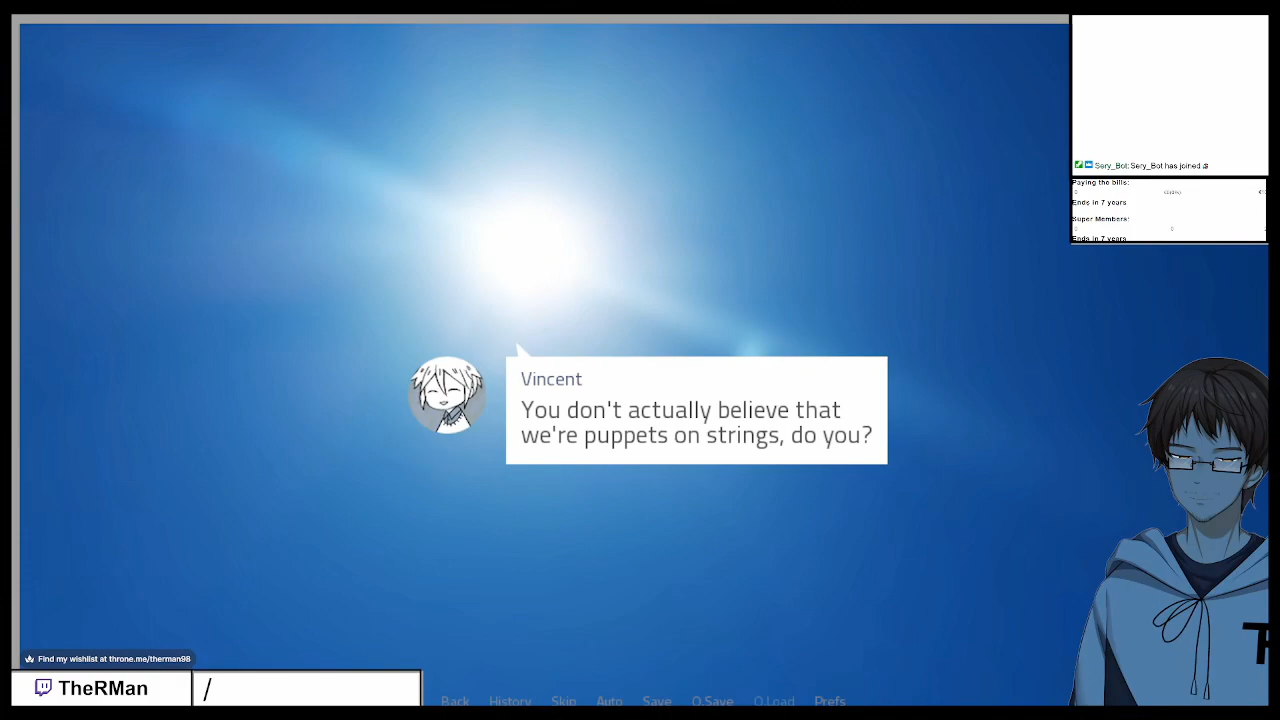 Sery_Bot: Sery_Bot has joined
Paying the bills:
Ends in 7 years
Super Members:
Ends in 7 years
Vincent
You don't actually believe that
we're puppets on strings, do you?
Find my wishlist at throne.me/therman98
TheRMan
/
Back History Skip Auto Save Q.Save Q.Load Prefs